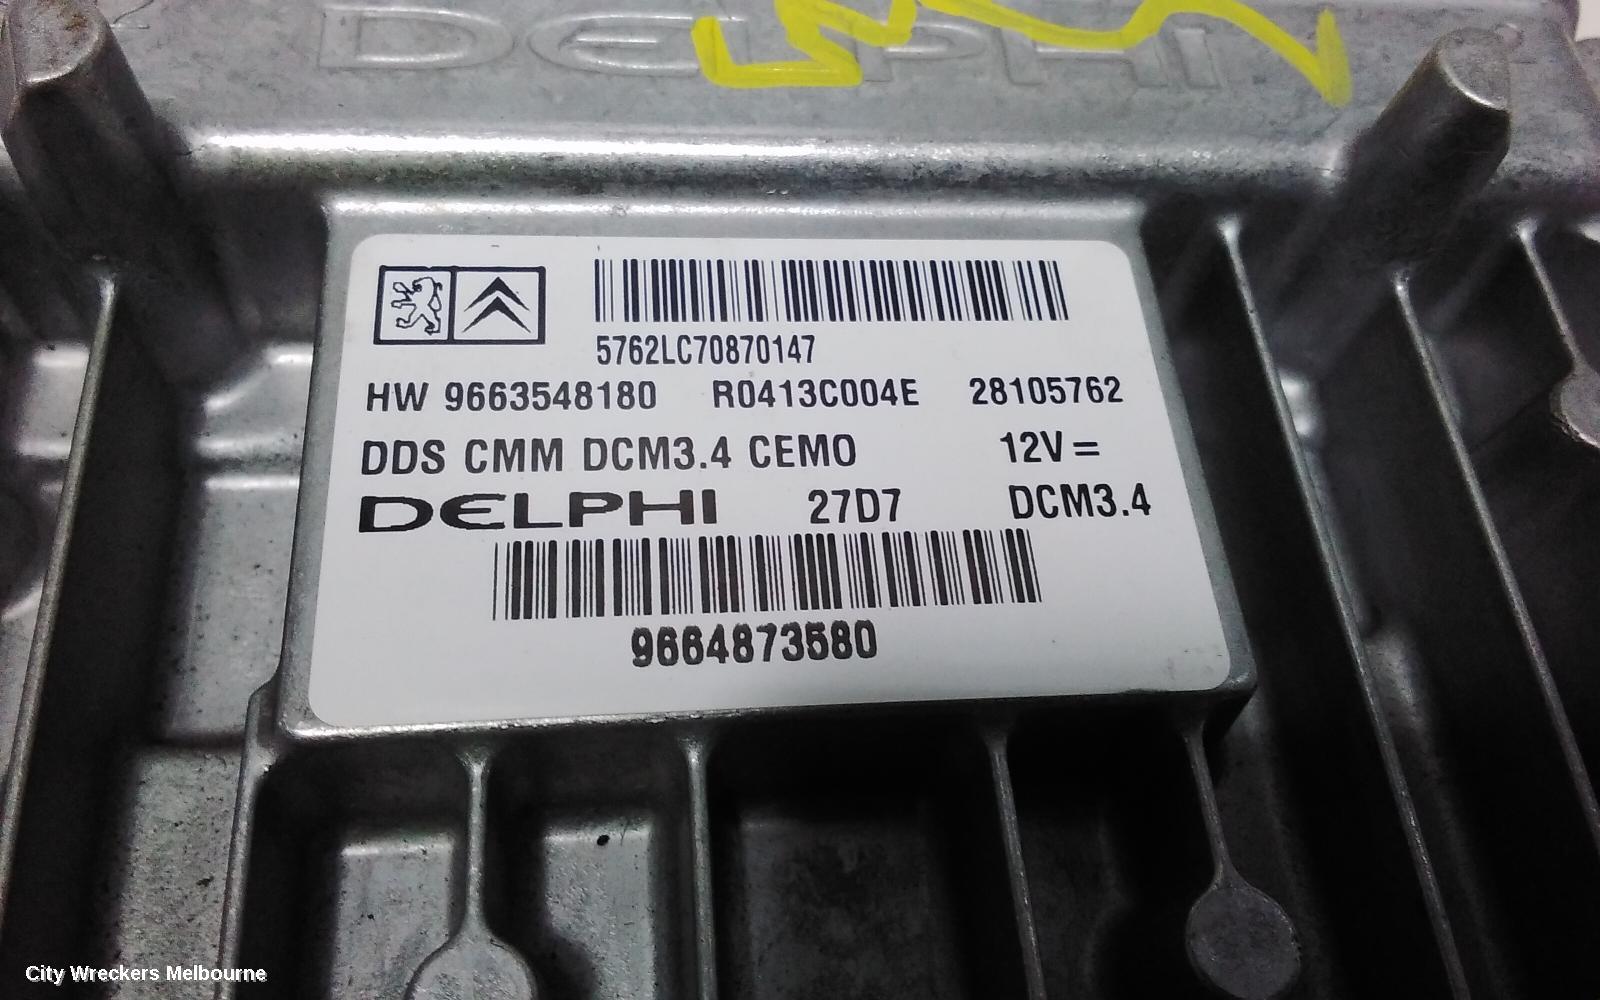 DELPHI
5762LC70870147
HW 9663548180 R0413C004E 28105762
DDS CMM DCM3.4 CEMO 12V=
DELPHI 27D7 DCM3.4
9664873580
City Wreckers Melbourne